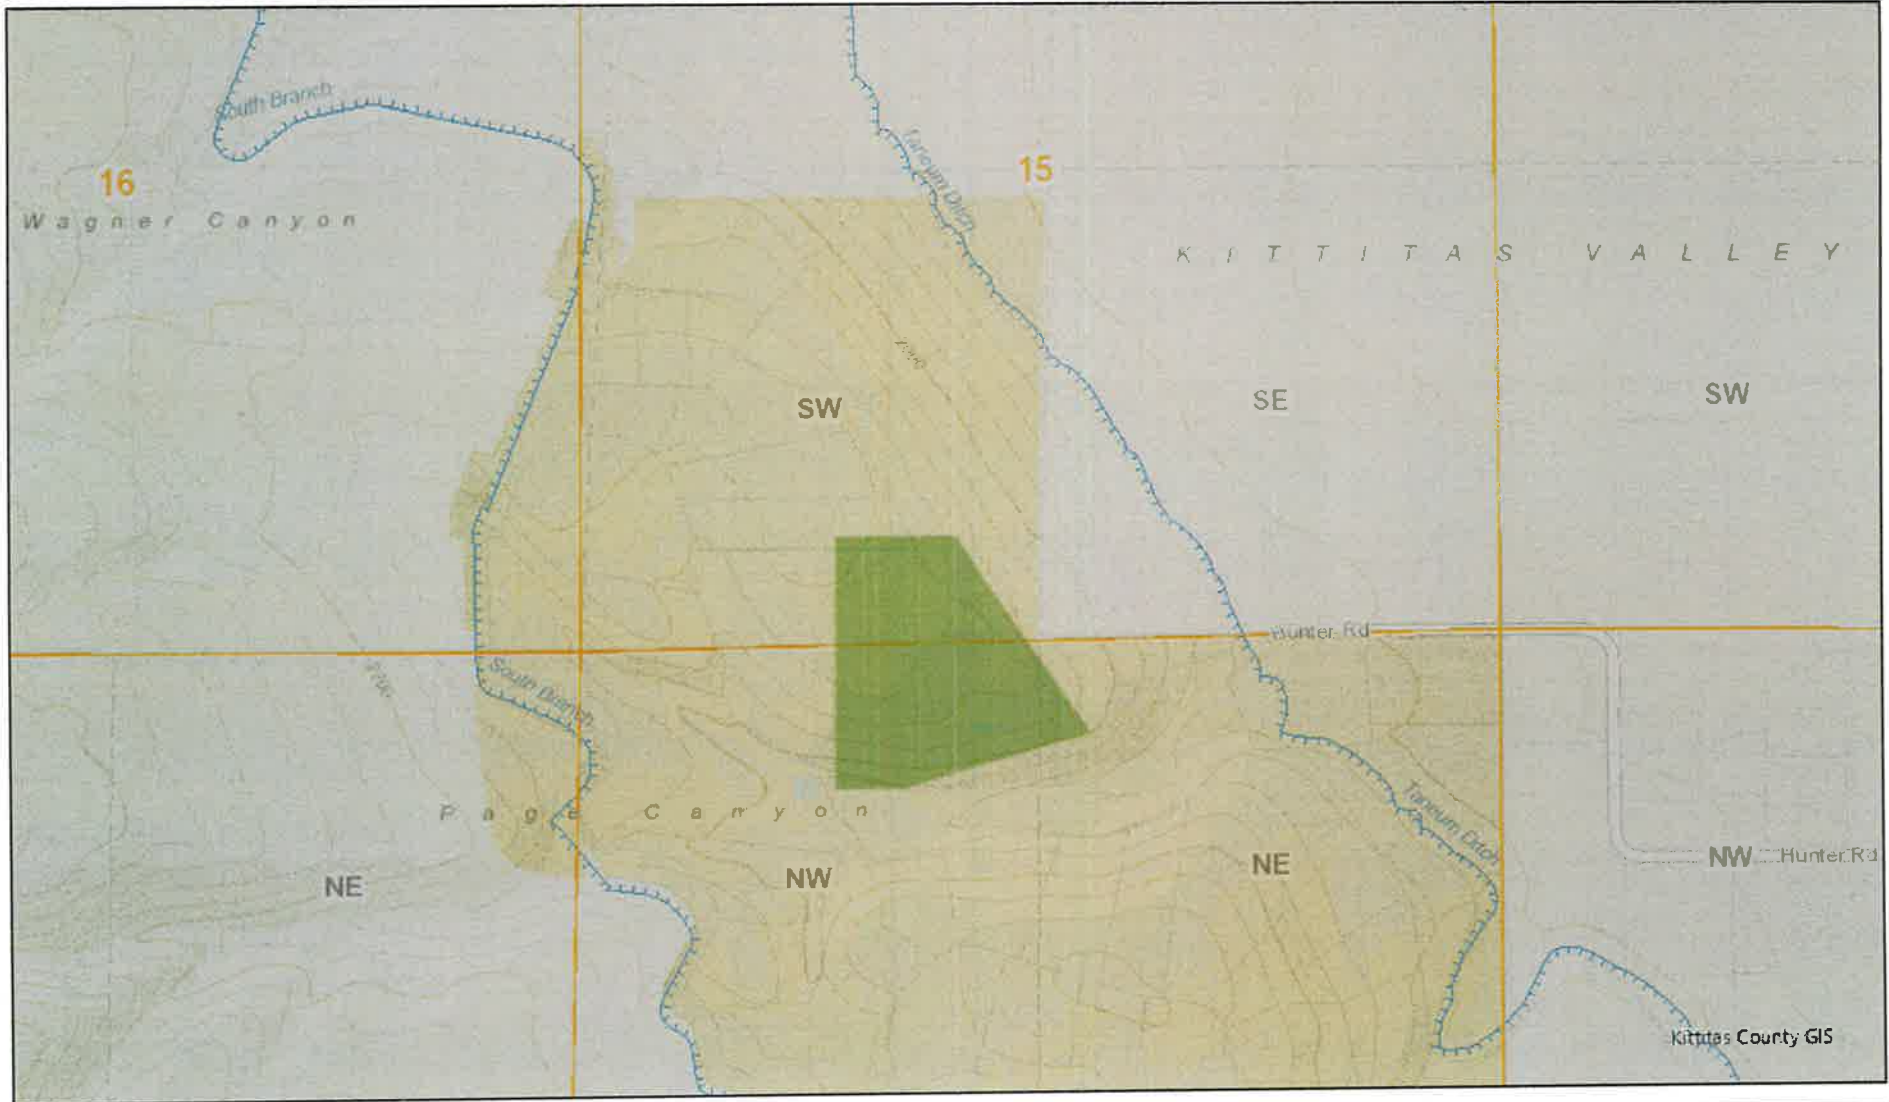 South Branch
Taneum Ditch
16
15
Wagner Canyon
KITTITAS VALLEY
SW
SE
SW
Hunter Rd
2200
South Branch
Page Canyon
Taneum Ditch
NE
NW
NE
NW
Hunter Rd
Kittitas County GIS